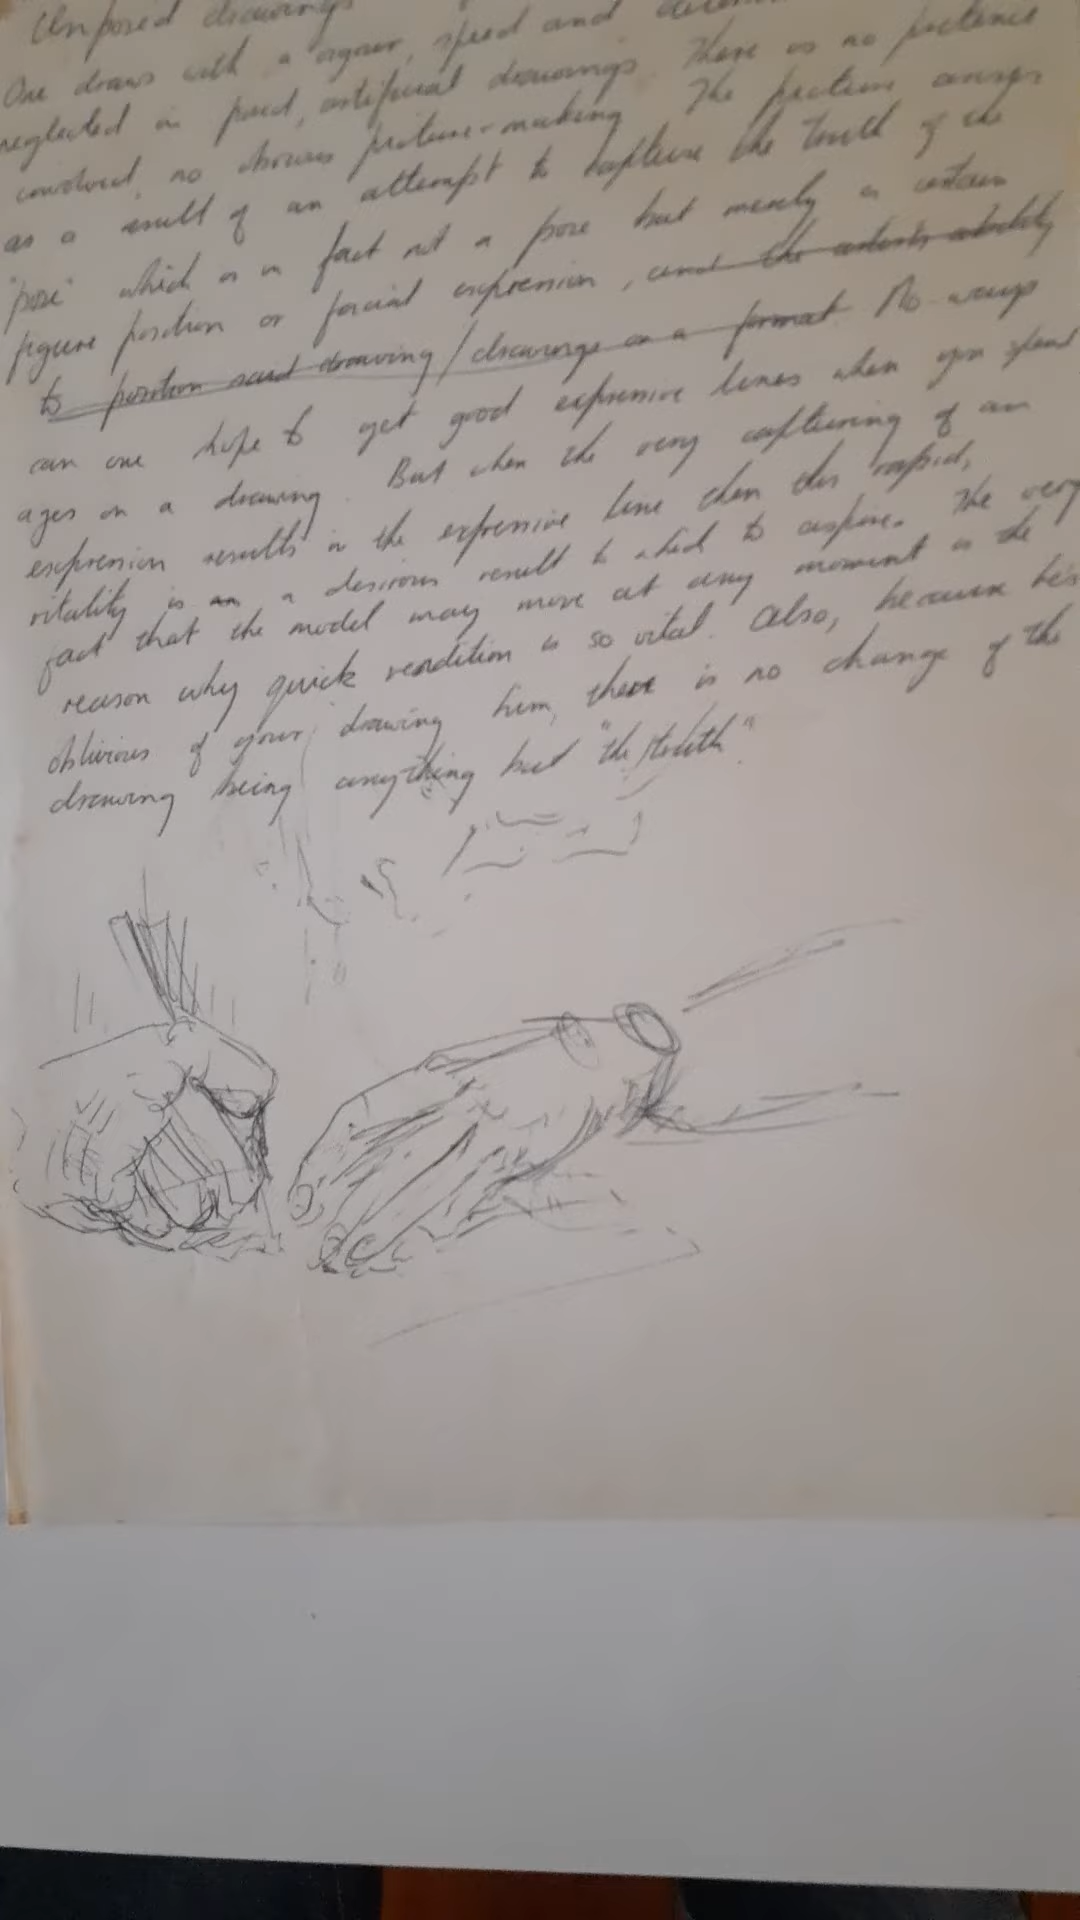 Unposed drawings
One draws with a vigour, speed and
neglected in posed, artificial drawings. There is no pretence
involved, no obvious picture-making. The picture arises
as a result of an attempt to capture the truth of the
'pose' which is in fact not a pose but merely a certain
figure position or facial expression, and the artist's ability
to position said drawing/drawings on a format. No ways
can one hope to get good expressive lines when you spend
ages on a drawing. But when the very capturing of an
expression results in the expressive line then this rapid,
vitality is an a desirous result to which to aspire. The very
fact that the model may move at any moment is the
reason why quick rendition is so vital. Also, because he's
oblivious of your drawing him, there is no change of the
drawing being anything but "the truth"